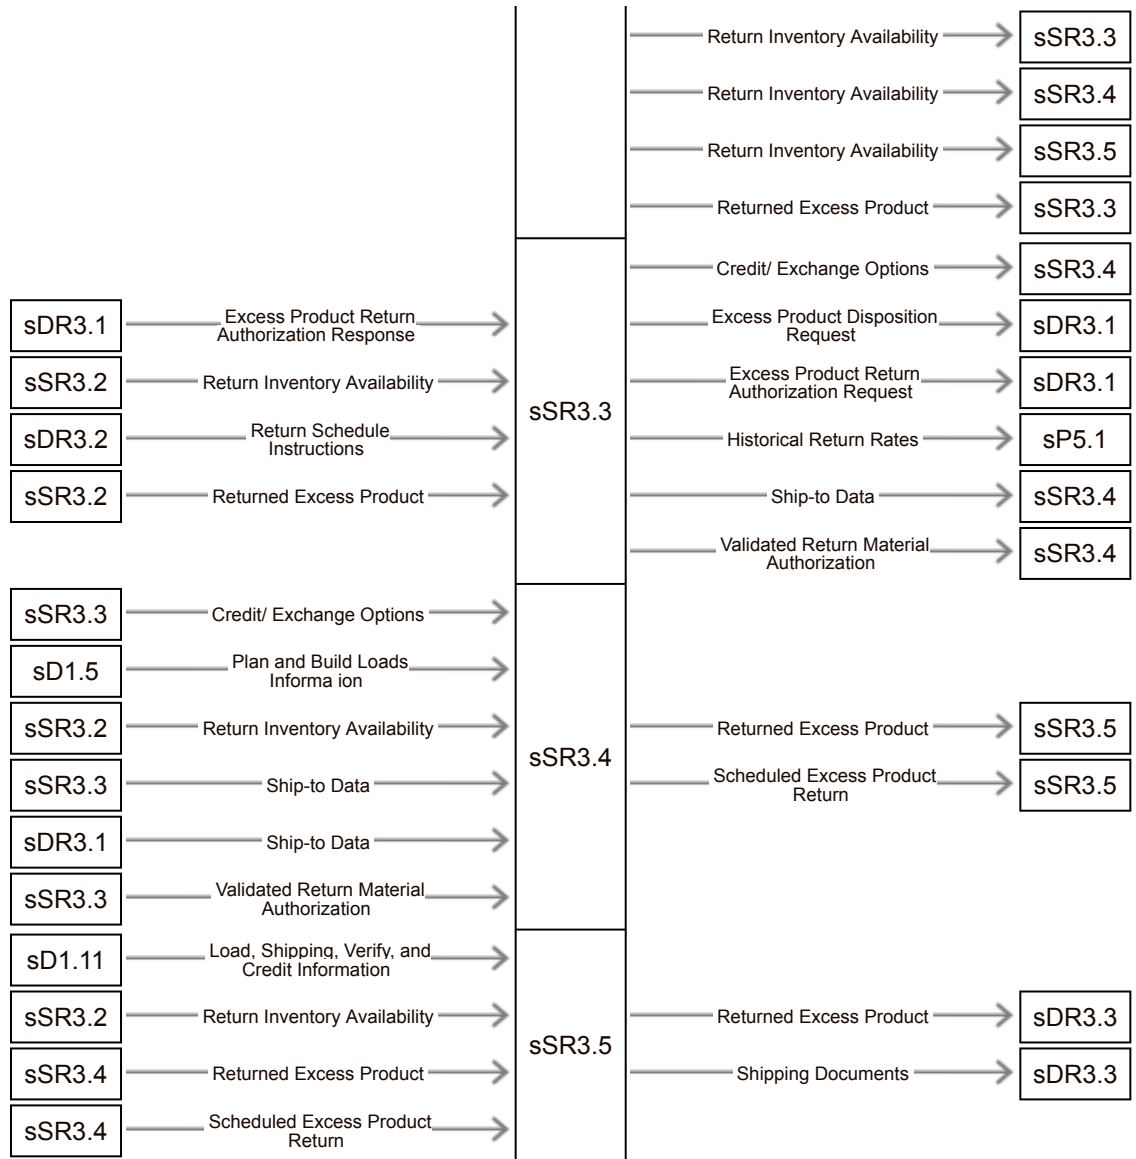 Return Inventory Availability
sSR3.3
Return Inventory Availability
sSR3.4
Return Inventory Availability
sSR3.5
Returned Excess Product
sSR3.3
sDR3.1
Excess Product Return
Authorization Response
sSR3.2
Return Inventory Availability
sDR3.2
Return Schedule
Instructions
sSR3.2
Returned Excess Product
sSR3.3
Credit/ Exchange Options
sSR3.4
Excess Product Disposition
Request
sDR3.1
Excess Product Return
Authorization Request
sDR3.1
Historical Return Rates
sP5.1
Ship-to Data
sSR3.4
Validated Return Material
Authorization
sSR3.4
sSR3.3
Credit/ Exchange Options
sD1.5
Plan and Build Loads
Informa ion
sSR3.2
Return Inventory Availability
sSR3.3
Ship-to Data
sDR3.1
Ship-to Data
sSR3.3
Validated Return Material
Authorization
sSR3.4
Returned Excess Product
sSR3.5
Scheduled Excess Product
Return
sSR3.5
sD1.11
Load, Shipping, Verify, and
Credit Information
sSR3.2
Return Inventory Availability
sSR3.4
Returned Excess Product
sSR3.4
Scheduled Excess Product
Return
sSR3.5
Returned Excess Product
sDR3.3
Shipping Documents
sDR3.3